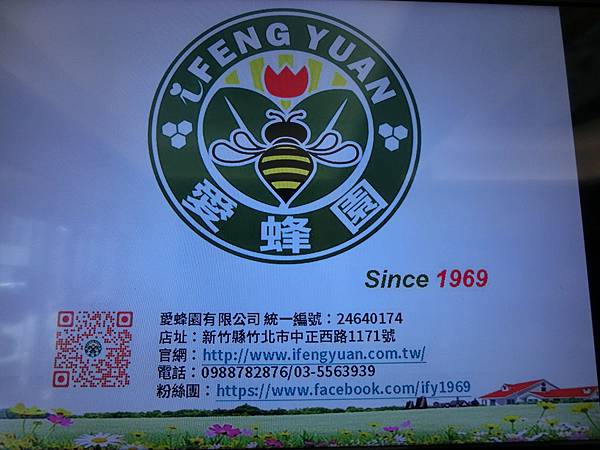 iFENG YUAN
愛蜂園
Since 1969
愛蜂園有限公司 統一編號：24640174
店址：新竹縣竹北市中正西路1171號
官網：http://www.ifengyuan.com.tw/
電話：0988782876/03-5563939
粉絲團：https://www.facebook.com/ify1969